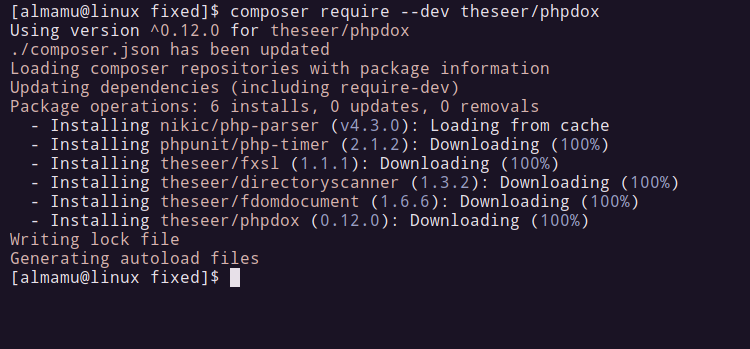 [almamu@linux fixed]$ composer require --dev theseer/phpdox
Using version ^0.12.0 for theseer/phpdox
./composer.json has been updated
Loading composer repositories with package information
Updating dependencies (including require-dev)
Package operations: 6 installs, 0 updates, 0 removals
  - Installing nikic/php-parser (v4.3.0): Loading from cache
  - Installing phpunit/php-timer (2.1.2): Downloading (100%)
  - Installing theseer/fxsl (1.1.1): Downloading (100%)
  - Installing theseer/directoryscanner (1.3.2): Downloading (100%)
  - Installing theseer/fdomdocument (1.6.6): Downloading (100%)
  - Installing theseer/phpdox (0.12.0): Downloading (100%)
Writing lock file
Generating autoload files
[almamu@linux fixed]$